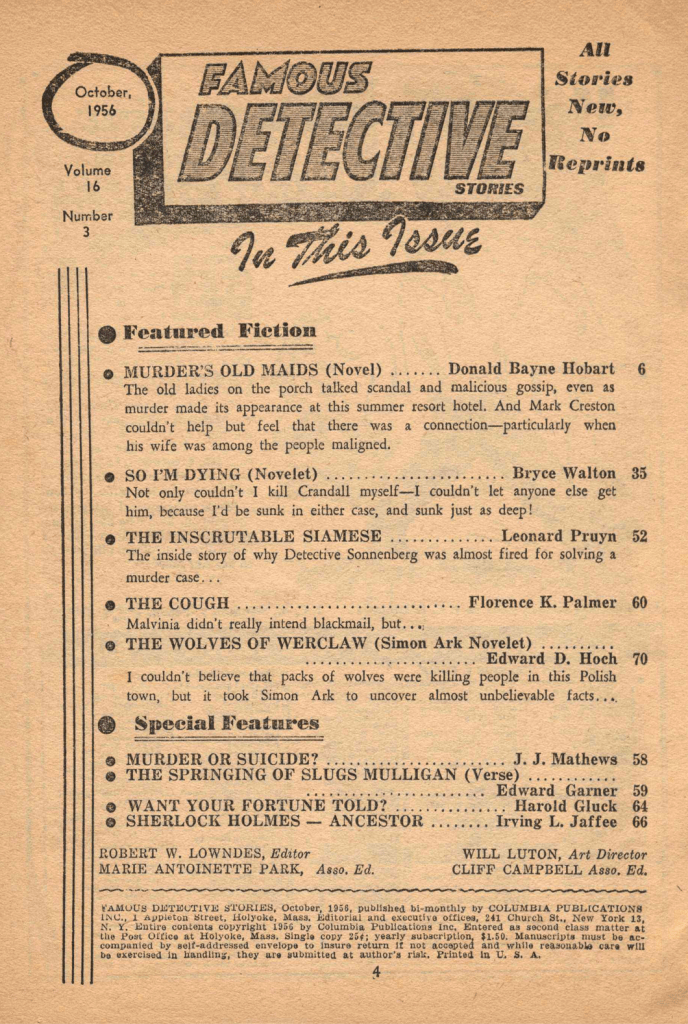 October,
1956
Volume
16
Number
3
FAMOUS
DETECTIVE
STORIES
All
Stories
New,
No
Reprints
In This Issue
Featured Fiction
MURDER'S OLD MAIDS (Novel) ....... Donald Bayne Hobart 6
The old ladies on the porch talked scandal and malicious gossip, even as
murder made its appearance at this summer resort hotel. And Mark Creston
couldn't help but feel that there was a connection—particularly when
his wife was among the people maligned.
SO I'M DYING (Novelet) ........................ Bryce Walton 35
Not only couldn't I kill Crandall myself—I couldn't let anyone else get
him, because I'd be sunk in either case, and sunk just as deep!
THE INSCRUTABLE SIAMESE .............. Leonard Pruyn 52
The inside story of why Detective Sonnenberg was almost fired for solving a
murder case...
THE COUGH .............................. Florence K. Palmer 60
Malvinia didn't really intend blackmail, but...
THE WOLVES OF WERCLAW (Simon Ark Novelet) ..........
....................... Edward D. Hoch 70
I couldn't believe that packs of wolves were killing people in this Polish
town, but it took Simon Ark to uncover almost unbelievable facts...
Special Features
MURDER OR SUICIDE? ........................ J. J. Mathews 58
THE SPRINGING OF SLUGS MULLIGAN (Verse) ............
........................ Edward Garner 59
WANT YOUR FORTUNE TOLD? .............. Harold Gluck 64
SHERLOCK HOLMES — ANCESTOR ........ Irving L. Jaffee 66
ROBERT W. LOWNDES, Editor WILL LUTON, Art Director
MARIE ANTOINETTE PARK, Asso. Ed. CLIFF CAMPBELL Asso. Ed.
FAMOUS DETECTIVE STORIES, October, 1956, published bi-monthly by COLUMBIA PUBLICATIONS
INC., 1 Appleton Street, Holyoke, Mass. Editorial and executive offices, 241 Church St., New York 13,
N. Y. Entire contents copyright 1956 by Columbia Publications Inc. Entered as second class matter at
the Post Office at Holyoke, Mass. Single copy 25¢; yearly subscription, $1.50. Manuscripts must be ac-
companied by self-addressed envelope to insure return if not accepted and while reasonable care will
be exercised in handling, they are submitted at author's risk. Printed in U. S. A.
4